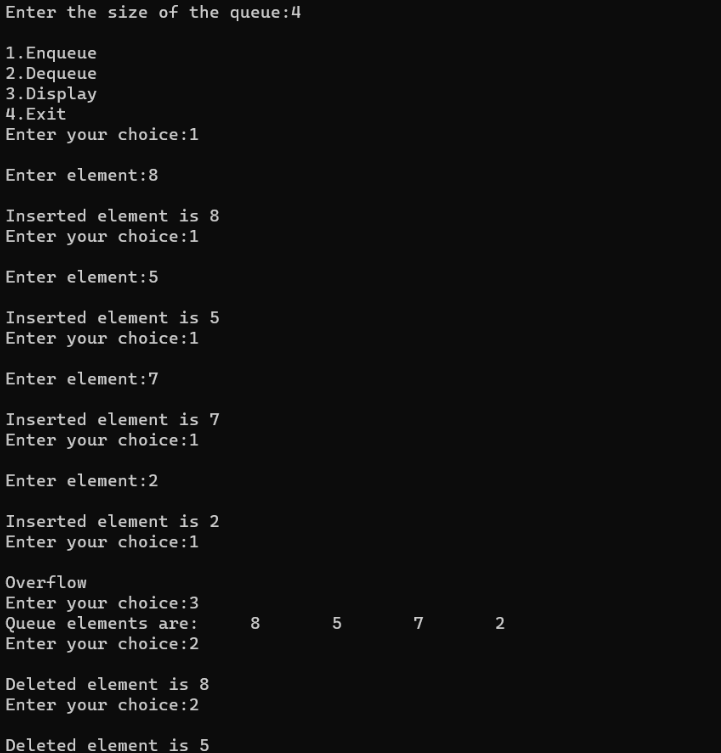 Enter the size of the queue:4
1.Enqueue
2.Dequeue
3.Display
4.Exit
Enter your choice:1
Enter element:8
Inserted element is 8
Enter your choice:1
Enter element:5
Inserted element is 5
Enter your choice:1
Enter element:7
Inserted element is 7
Enter your choice:1
Enter element:2
Inserted element is 2
Enter your choice:1
Overflow
Enter your choice:3
Queue elements are:     8       5       7       2
Enter your choice:2
Deleted element is 8
Enter your choice:2
Deleted element is 5